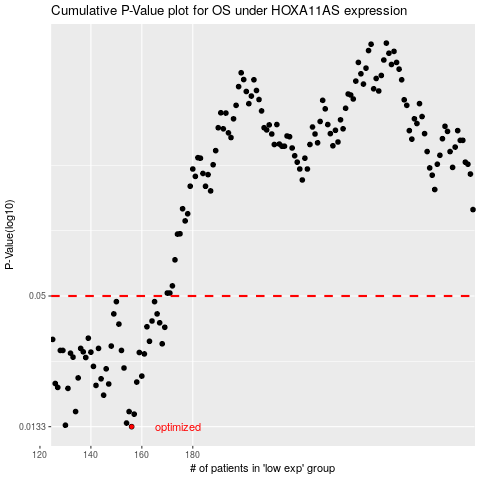 Cumulative P-Value plot for OS under HOXA11AS expression
P-Value(log10)
0.05
0.0133
optimized
120 140 160 180
# of patients in 'low exp' group